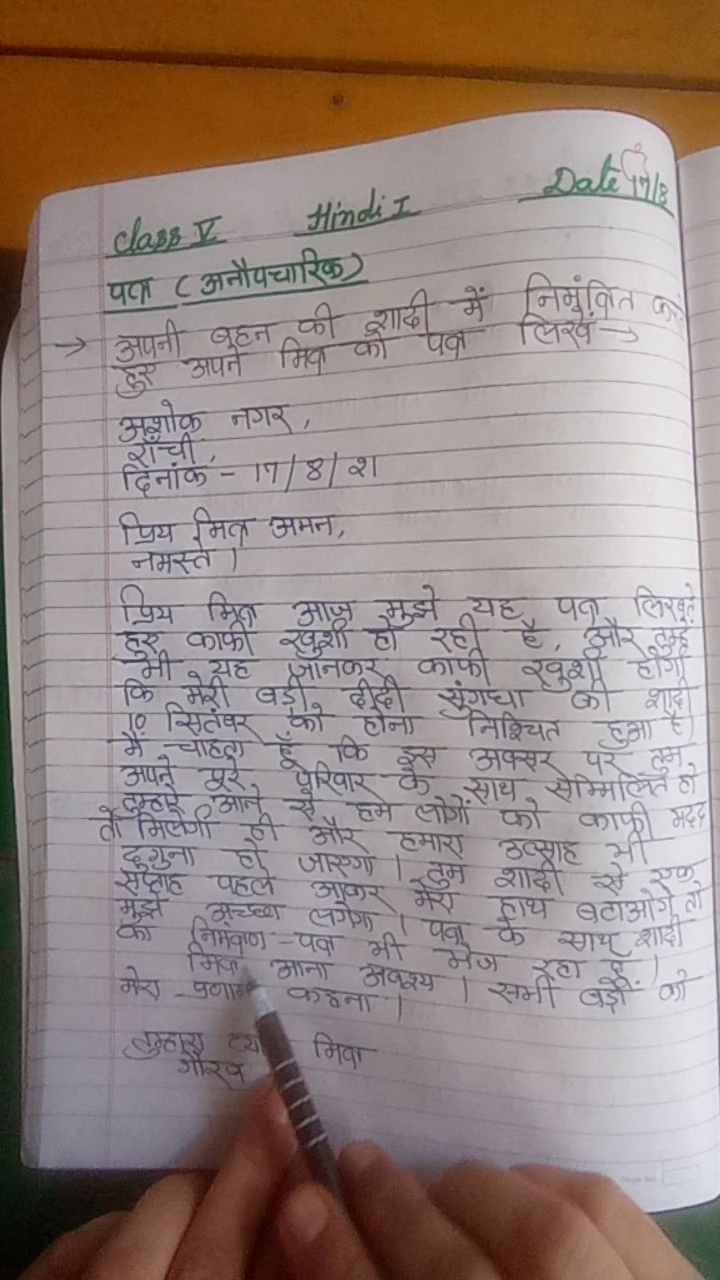 Class V Hindi I Date 17/8
पत्र (अनौपचारिक)
→ अपनी बहन की शादी में निमंत्रित करते
हुए अपने मित्र को पत्र लिखें →
अशोक नगर,
राँची,
दिनांक - 17/8/21
प्रिय मित्र अमन,
नमस्ते।
प्रिय मित्र आज मुझे यह पत्र लिखते
हुए काफी खुशी हो रही है, और तुम्हें
भी यह जानकर काफी खुशी होगी
कि मेरी बड़ी दीदी सुगंधा की शादी
10 सितंबर को होना निश्चित हुआ है।
मैं चाहता हूँ कि इस अवसर पर तुम
अपने पूरे परिवार के साथ सम्मिलित हो
तुम्हारे आने से हम लोगों को काफी मदद
तो मिलेगी ही और हमारा उत्साह भी
दुगुना हो जाएगा। तुम शादी से एक
सप्ताह पहले आकर मेरा हाथ बटाओगे तो
मुझे अच्छा लगेगा। पत्र के साथ शादी
का निमंत्रण-पत्र भी भेज रहा हूँ।
मित्र आना अवश्य। सभी बड़ों को
मेरा प्रणाम कहना।
तुम्हारा मित्र
गौरव